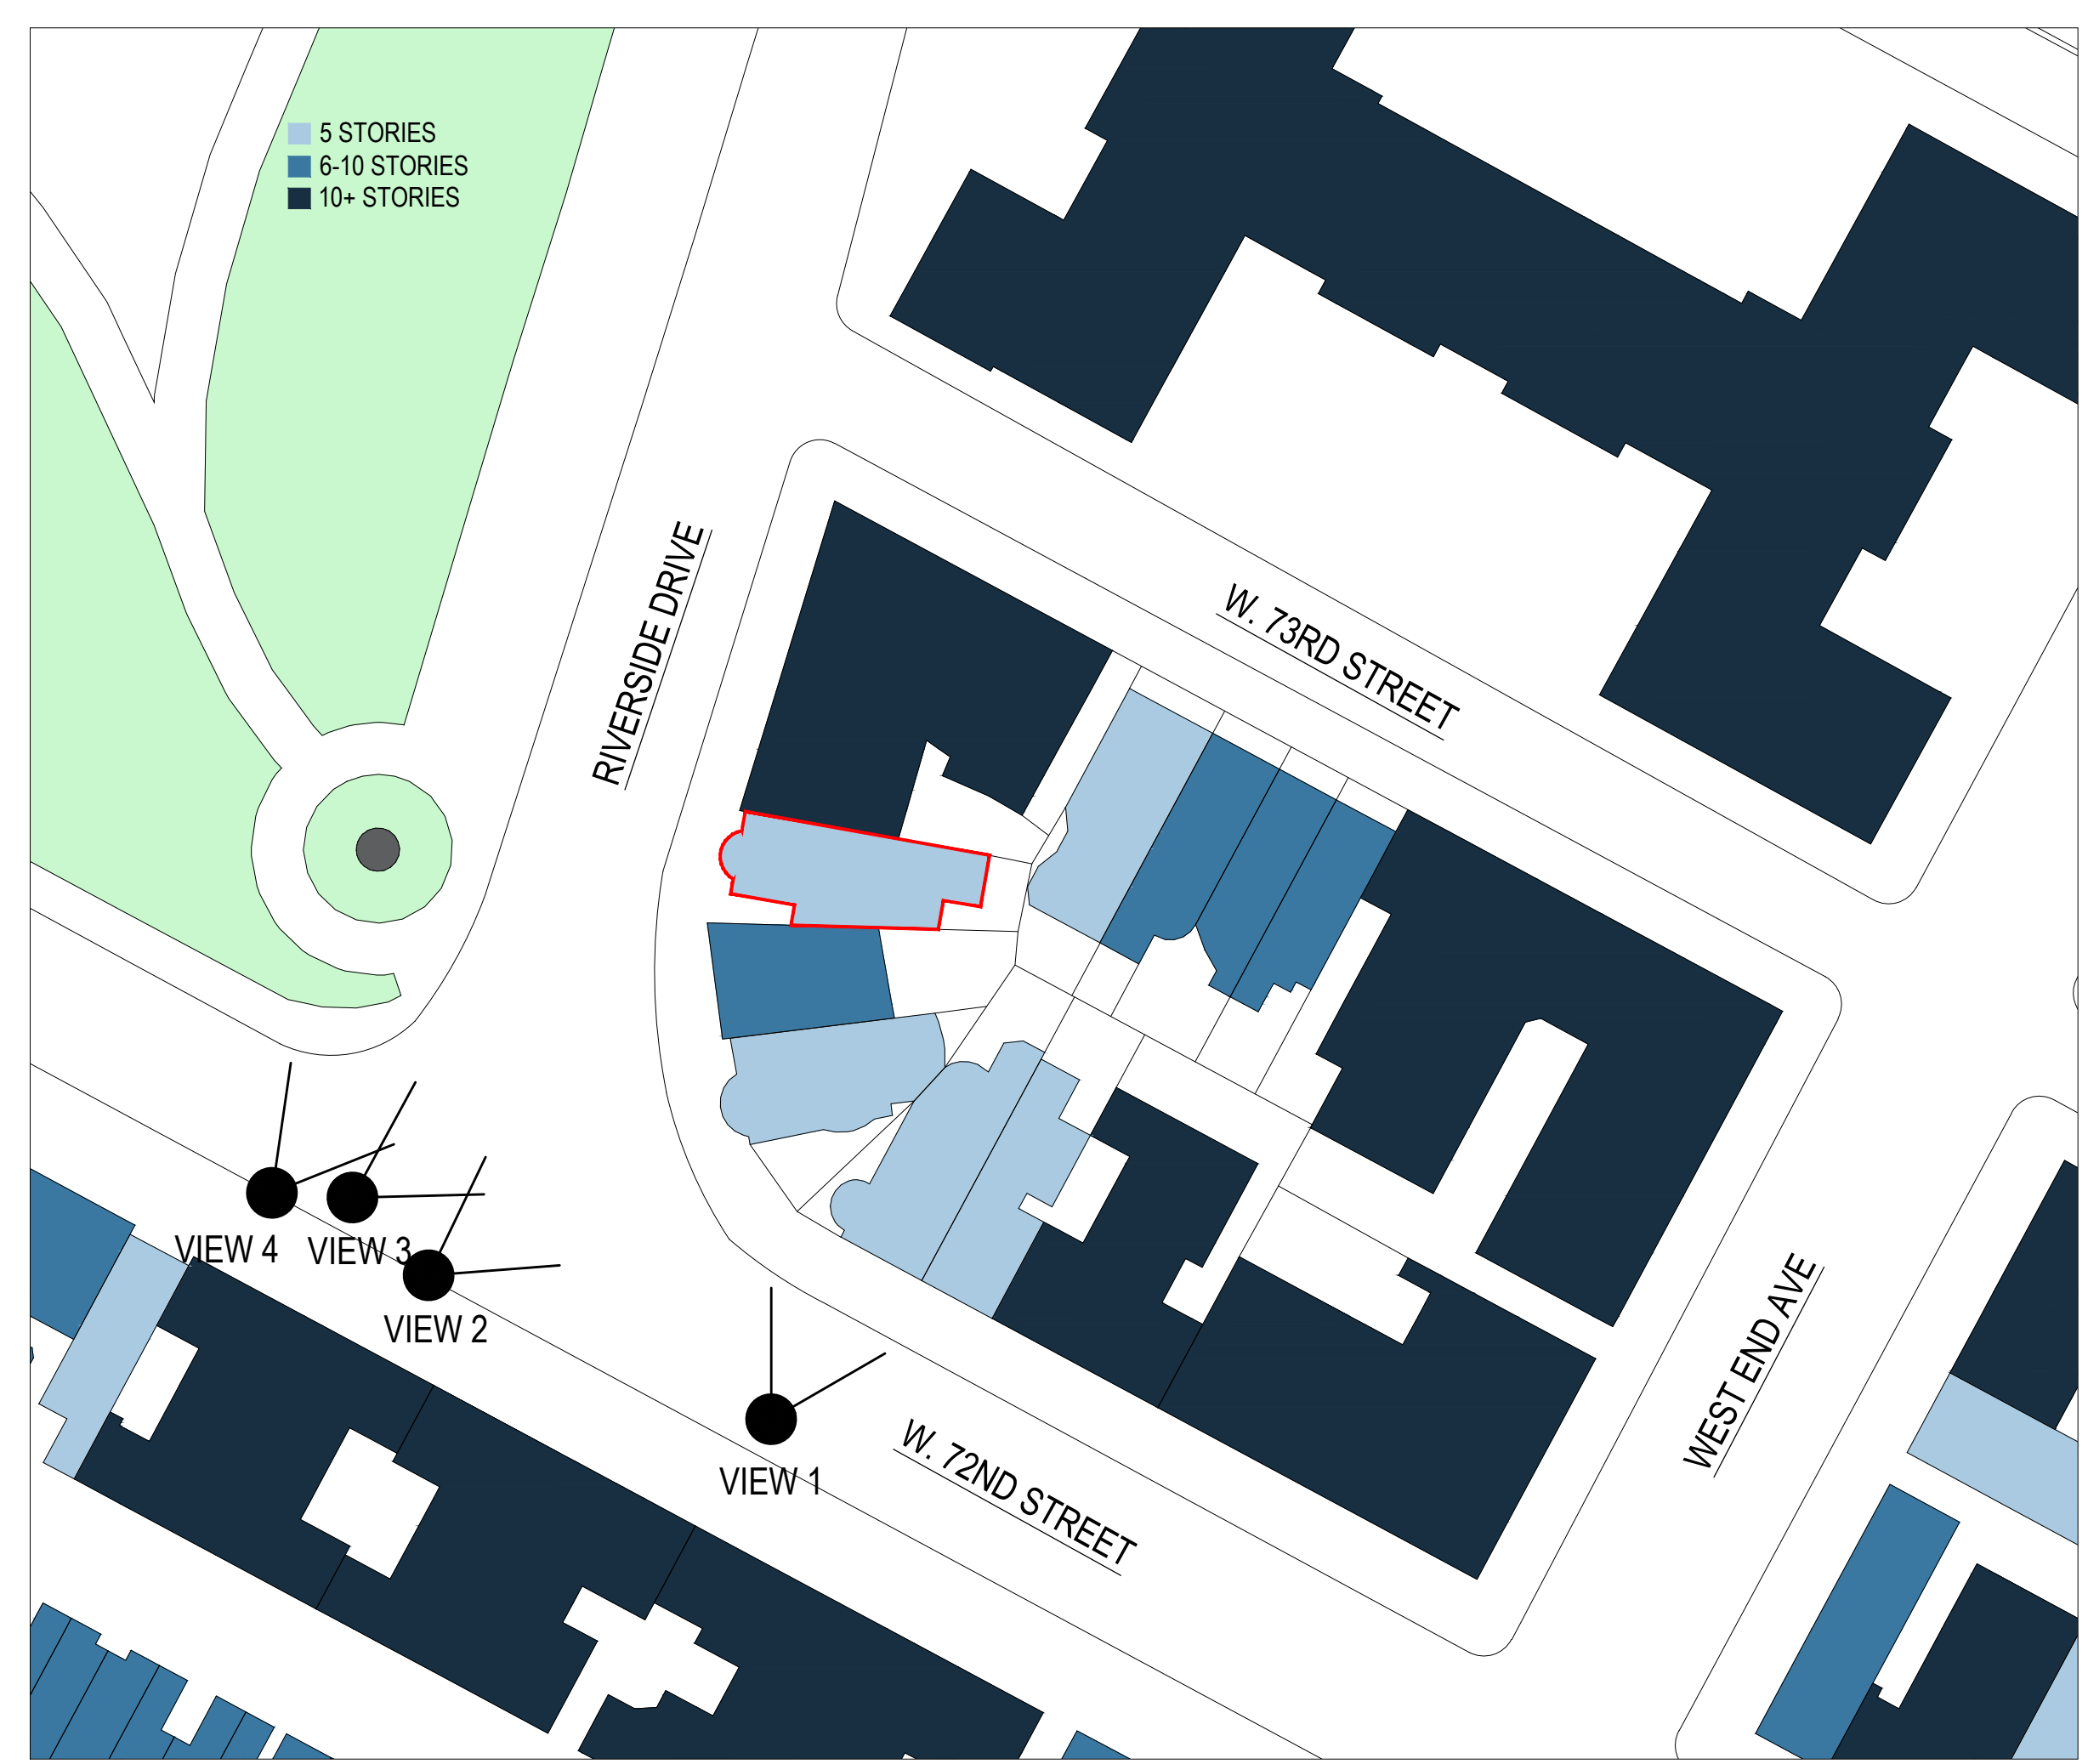 5 STORIES
6-10 STORIES
10+ STORIES
RIVERSIDE DRIVE
W. 73RD STREET
VIEW 4
VIEW 3
VIEW 2
VIEW 1
W. 72ND STREET
WEST END AVE